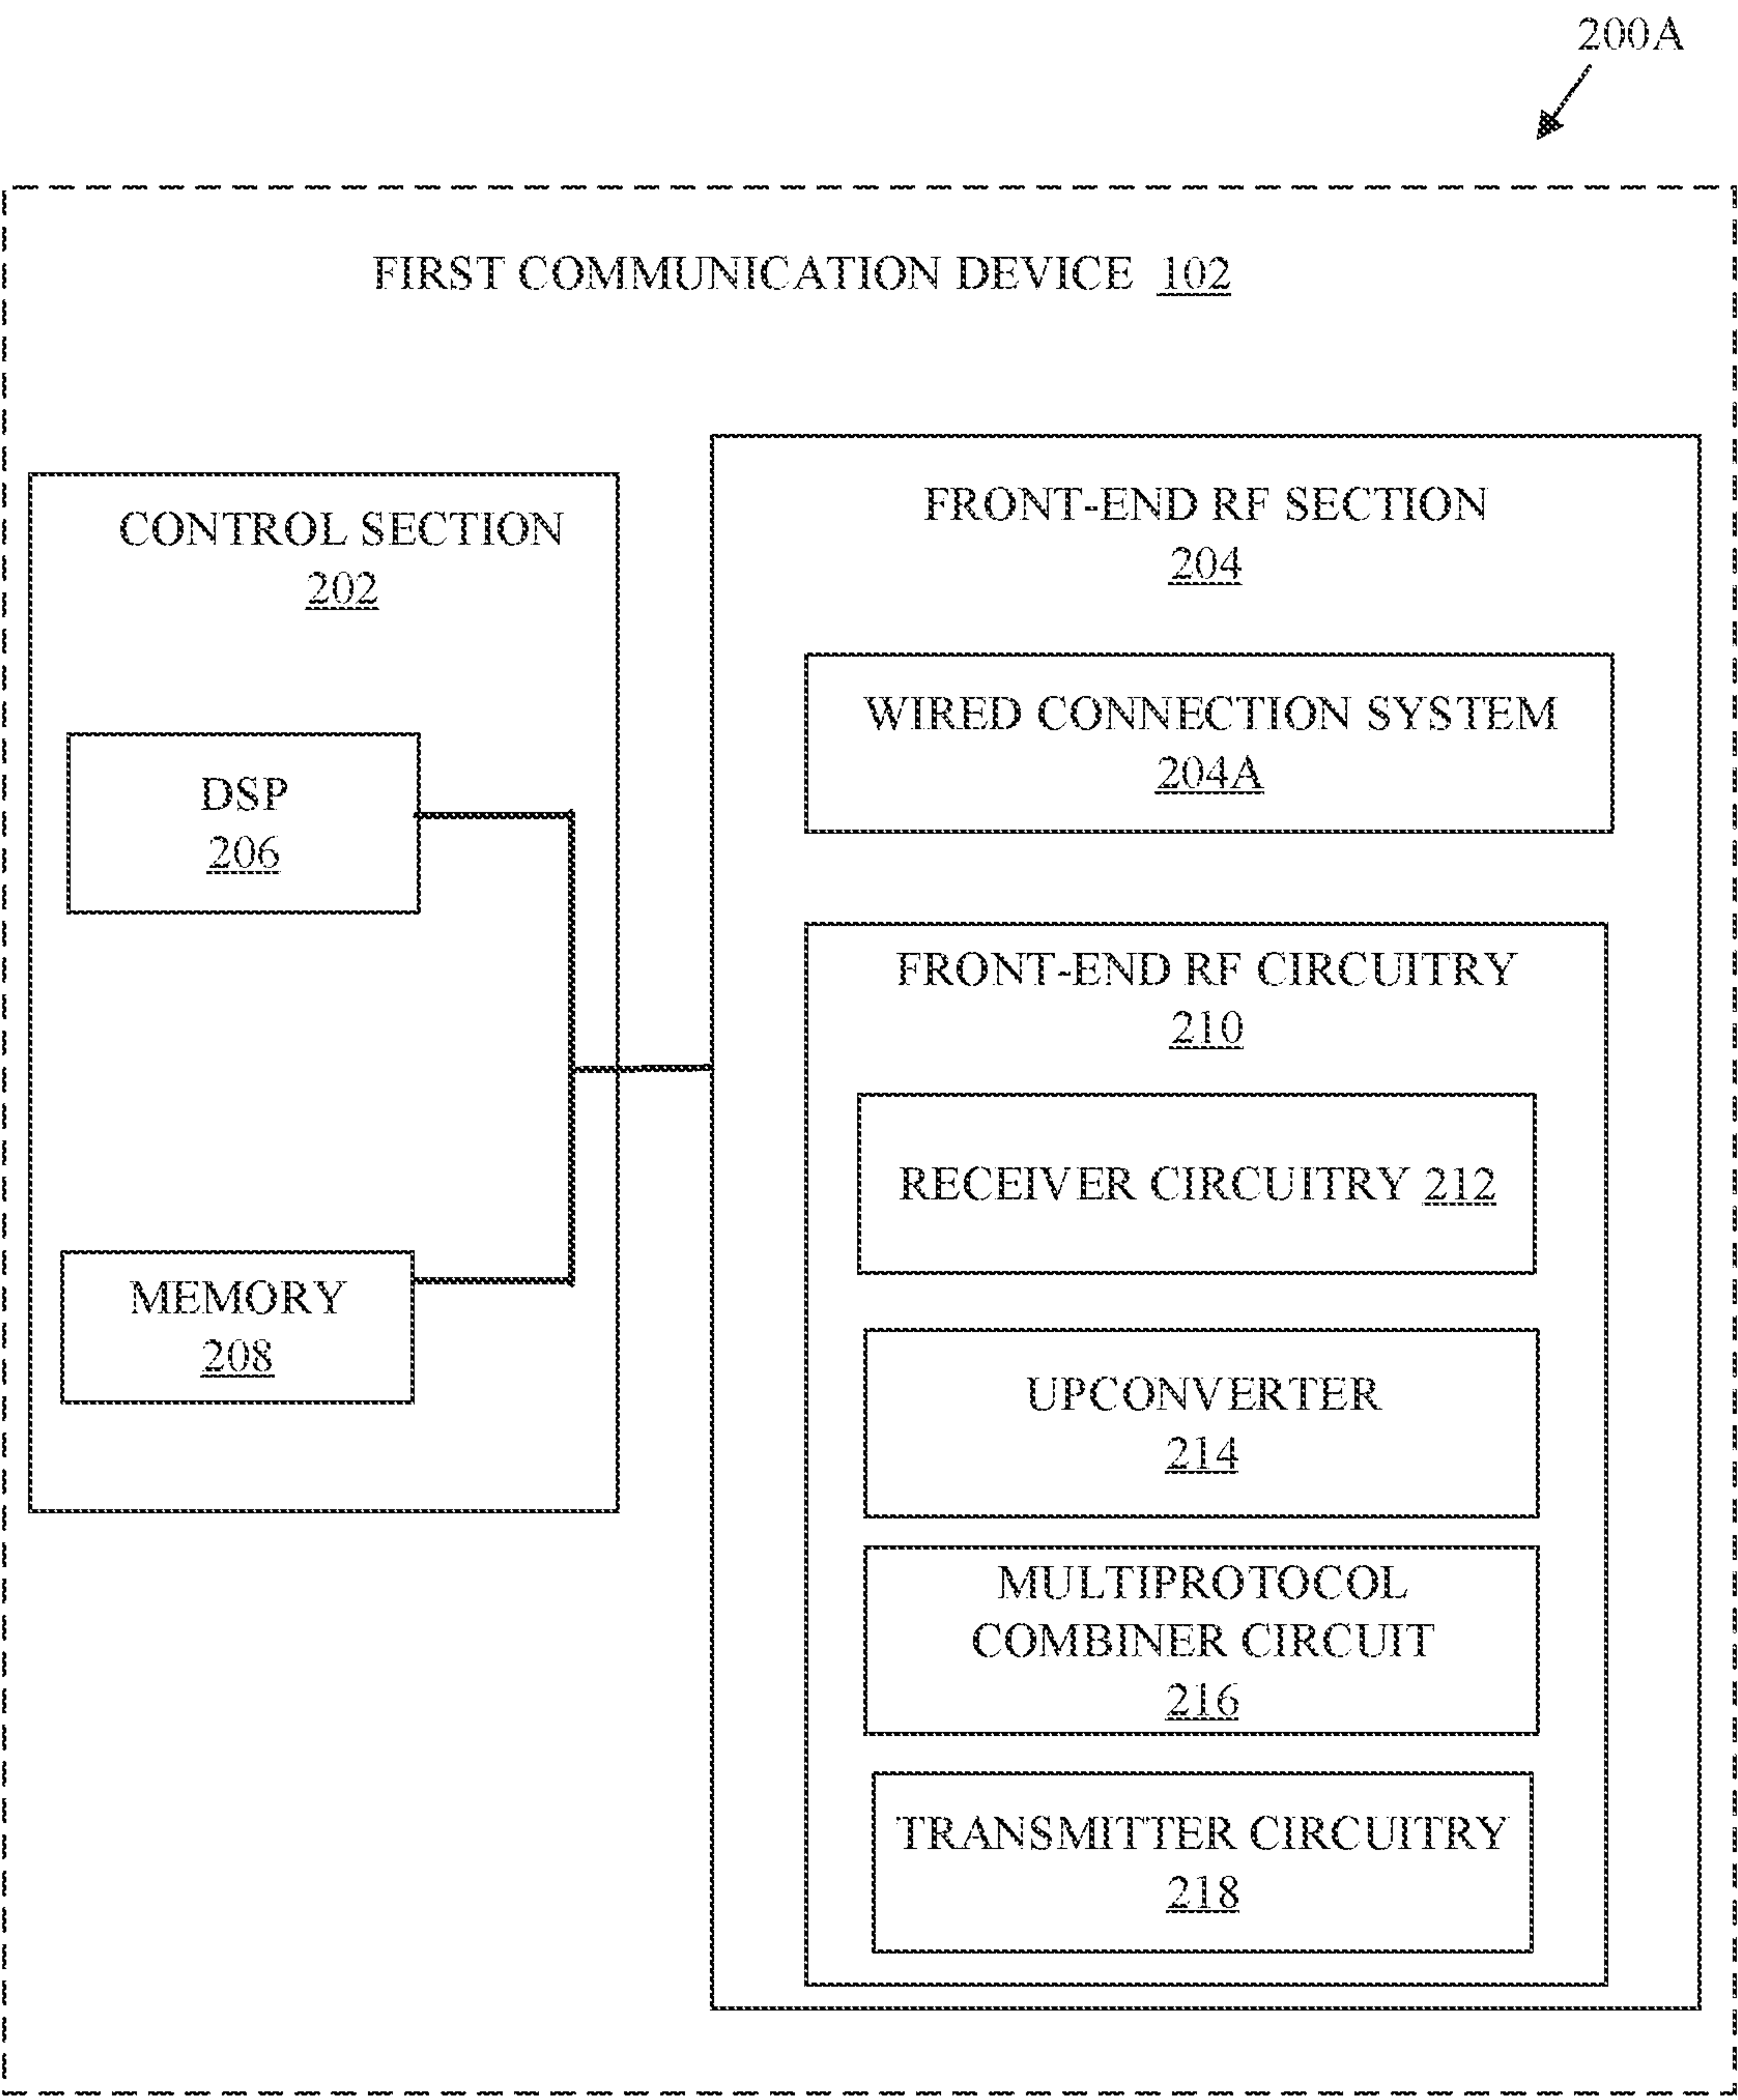 200A
FIRST COMMUNICATION DEVICE 102
CONTROL SECTION
202
DSP
206
MEMORY
208
FRONT-END RF SECTION
204
WIRED CONNECTION SYSTEM
204A
FRONT-END RF CIRCUITRY
210
RECEIVER CIRCUITRY 212
UPCONVERTER
214
MULTIPROTOCOL
COMBINER CIRCUIT
216
TRANSMITTER CIRCUITRY
218